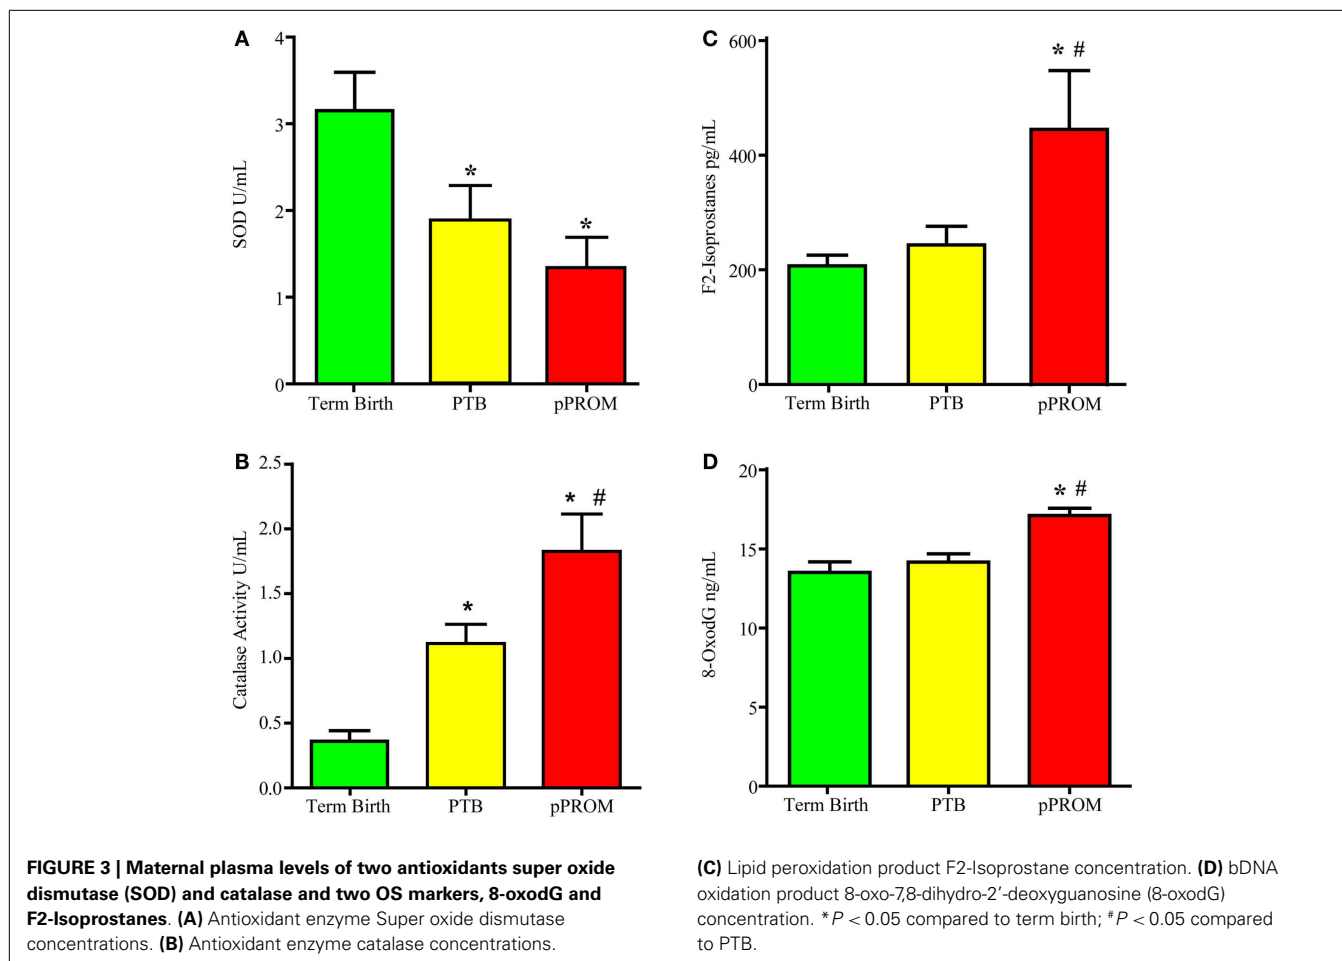 A
4
3
2
1
0
SOD U/mL
*
*
Term Birth
PTB
pPROM
C
600
400
200
0
F2-Isoprostanes pg/mL
* #
Term Birth
PTB
pPROM
B
2.5
2.0
1.5
1.0
0.5
0.0
Catalase Activity U/mL
*
* #
Term Birth
PTB
pPROM
D
20
15
10
5
0
8-OxodG ng/mL
* #
Term Birth
PTB
pPROM
FIGURE 3 | Maternal plasma levels of two antioxidants super oxide
dismutase (SOD) and catalase and two OS markers, 8-oxodG and
F2-Isoprostanes. (A) Antioxidant enzyme Super oxide dismutase
concentrations. (B) Antioxidant enzyme catalase concentrations.
(C) Lipid peroxidation product F2-Isoprostane concentration. (D) bDNA
oxidation product 8-oxo-7,8-dihydro-2′-deoxyguanosine (8-oxodG)
concentration. *P < 0.05 compared to term birth; #P < 0.05 compared
to PTB.